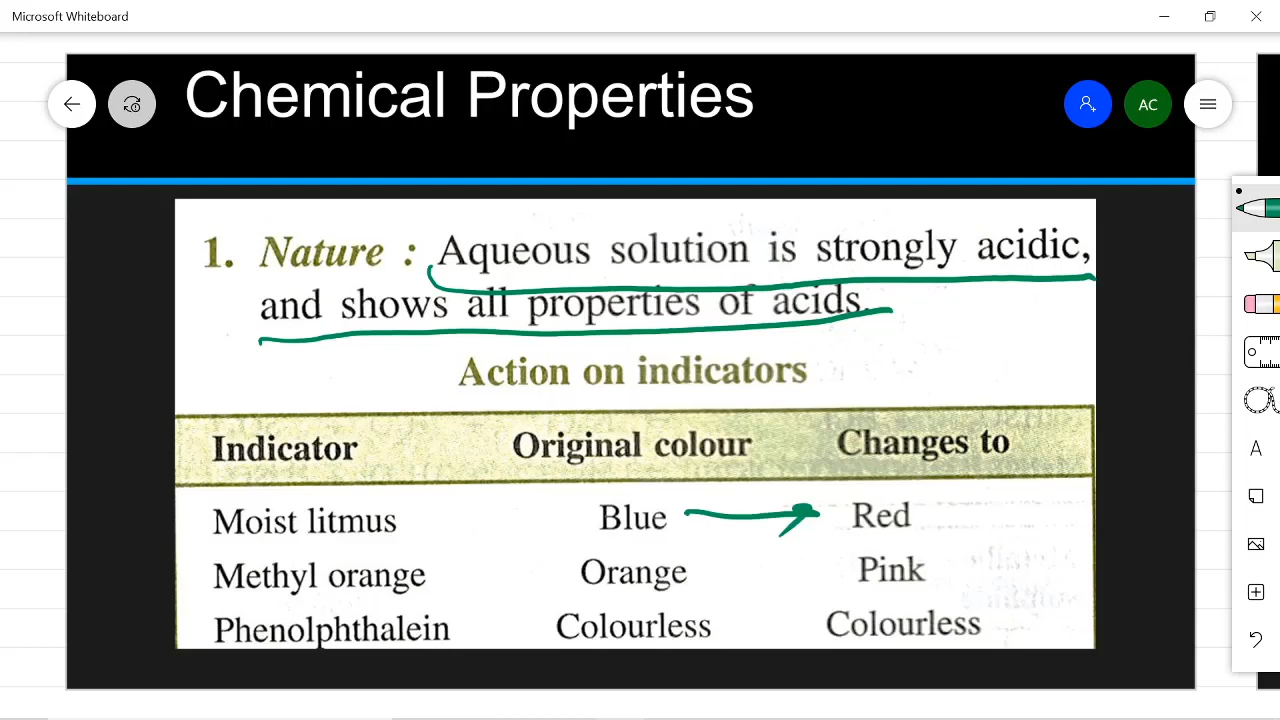 Microsoft Whiteboard
Chemical Properties
AC
1. Nature : Aqueous solution is strongly acidic,
and shows all properties of acids.
Action on indicators
Indicator Original colour Changes to
Moist litmus Blue Red
Methyl orange Orange Pink
Phenolphthalein Colourless Colourless
A